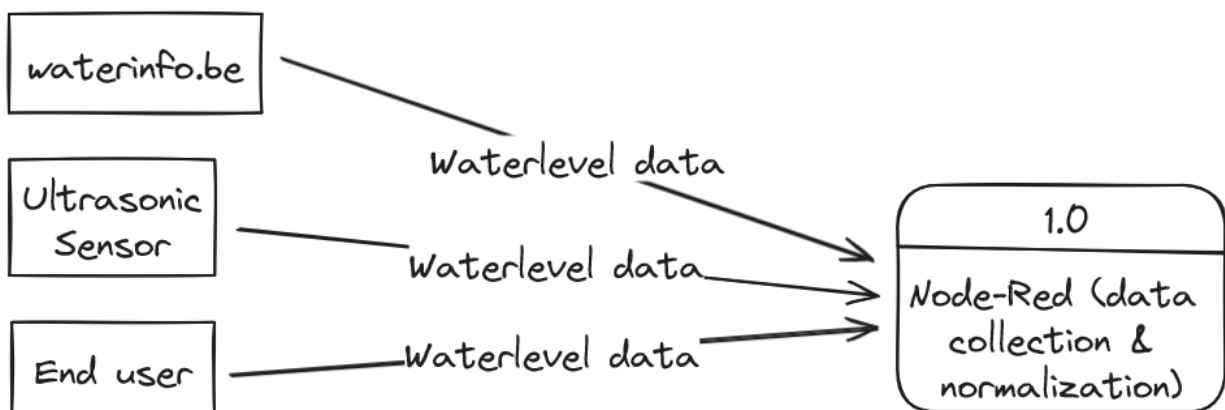 waterinfo.be
Waterlevel data
Ultrasonic
Sensor
Waterlevel data
End user
Waterlevel data
1.0
Node-Red (data
collection &
normalization)